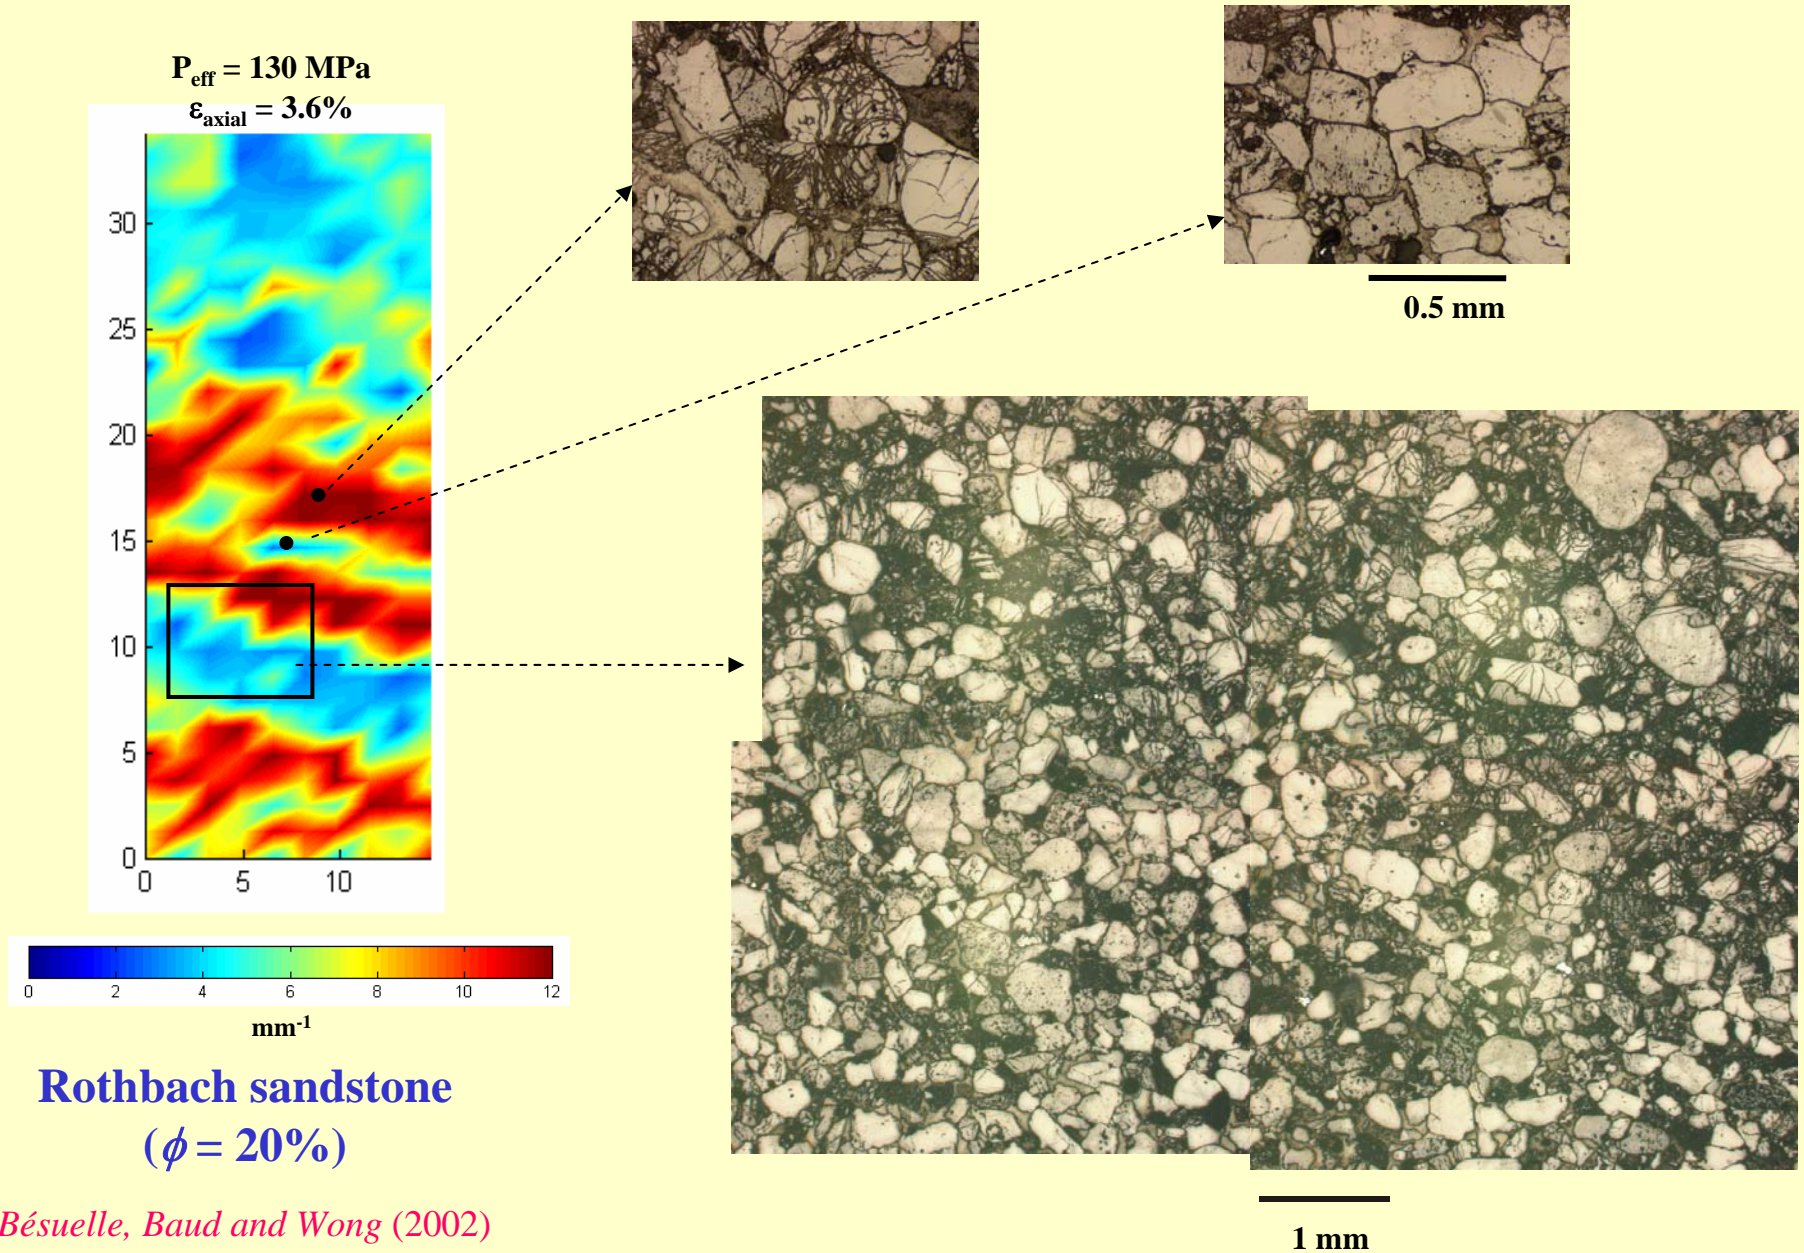 P_eff = 130 MPa
ε_axial = 3.6%
30
25
20
15
10
5
0
0 5 10
0 2 4 6 8 10 12
mm⁻¹
Rothbach sandstone
(ϕ = 20%)
Bésuelle, Baud and Wong (2002)
0.5 mm
1 mm